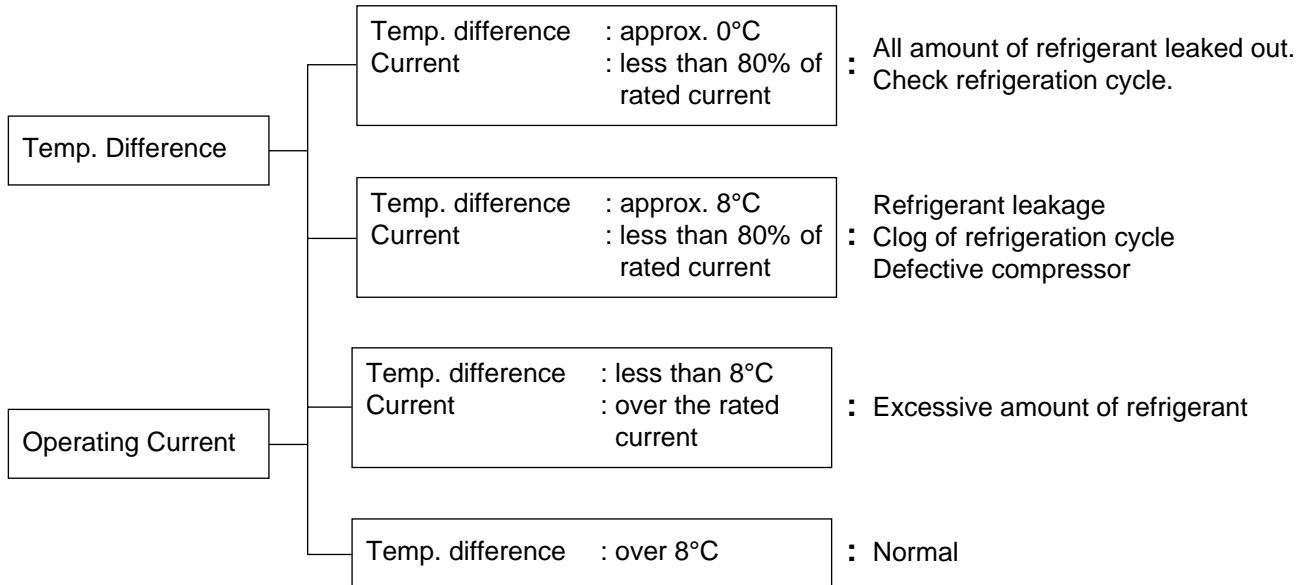 Temp. difference : approx. 0°C
Current : less than 80% of
rated current
: All amount of refrigerant leaked out.
Check refrigeration cycle.
Temp. Difference
Temp. difference : approx. 8°C
Current : less than 80% of
rated current
: Refrigerant leakage
Clog of refrigeration cycle
Defective compressor
Temp. difference : less than 8°C
Current : over the rated
current
: Excessive amount of refrigerant
Operating Current
Temp. difference : over 8°C
: Normal